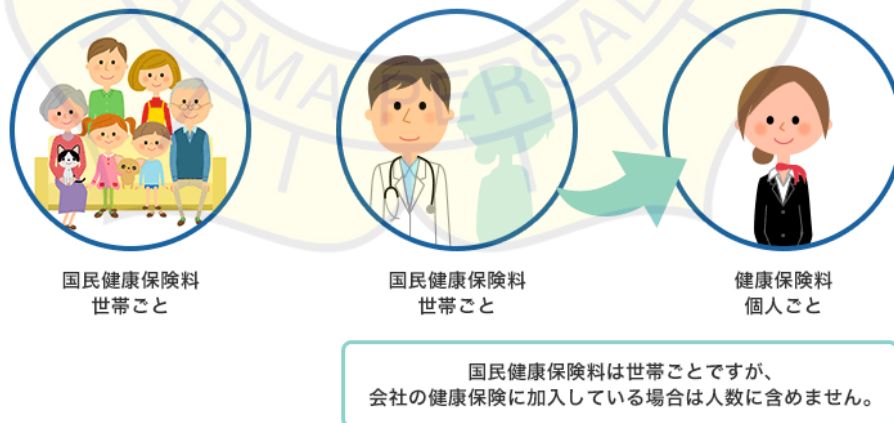 国民健康保険料
世帯ごと
国民健康保険料
世帯ごと
健康保険料
個人ごと
国民健康保険料は世帯ごとですが、
会社の健康保険に加入している場合は人数に含めません。